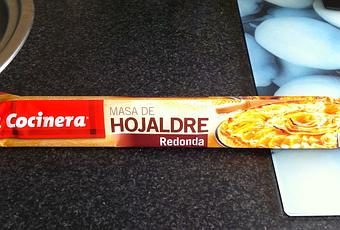 Cocinera
MASA DE
HOJALDRE
Redonda